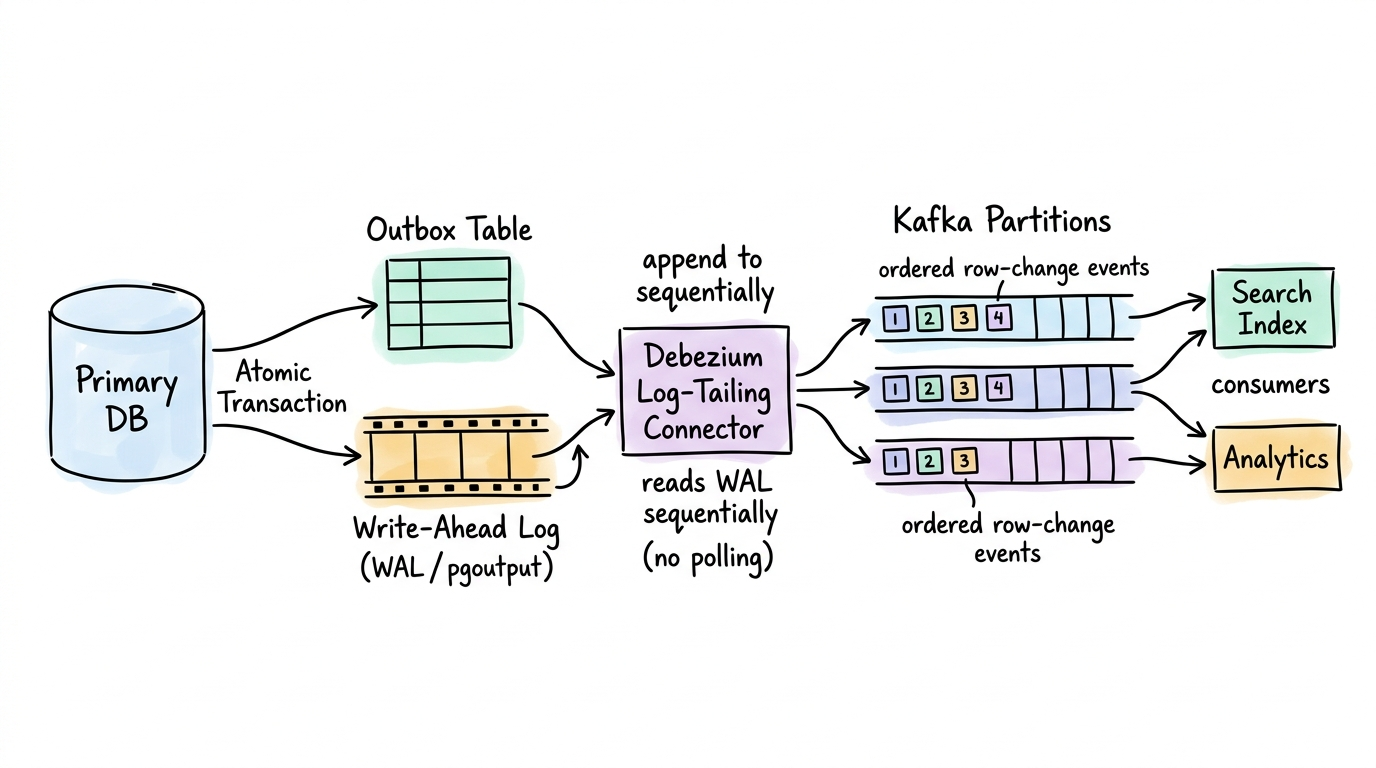 Primary
DB
Atomic
Transaction
Outbox Table
Write-Ahead Log
(WAL/pgoutput)
append to
sequentially
Debezium
Log-Tailing
Connector
reads WAL
sequentially
(no polling)
Kafka Partitions
ordered row-change events
1 2 3 4
1 2 3 4
1 2 3
ordered row-change
events
Search
Index
consumers
Analytics